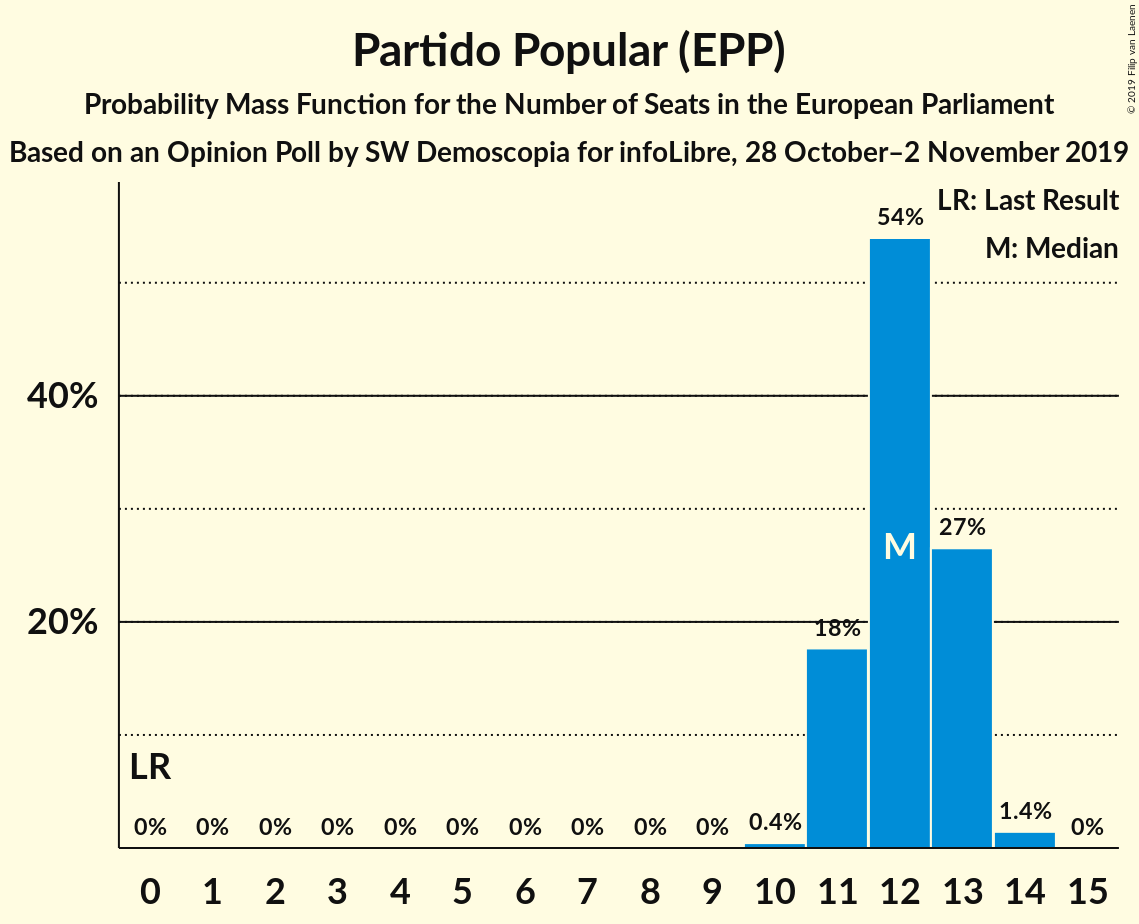 Partido Popular (EPP)
Probability Mass Function for the Number of Seats in the European Parliament
Based on an Opinion Poll by SW Demoscopia for infoLibre, 28 October–2 November 2019
© 2019 Filip van Laenen
LR: Last Result
M: Median
54%
40%
27%
M
20%
18%
LR
0% 0% 0% 0% 0% 0% 0% 0% 0% 0% 0.4% 1.4% 0%
0 1 2 3 4 5 6 7 8 9 10 11 12 13 14 15